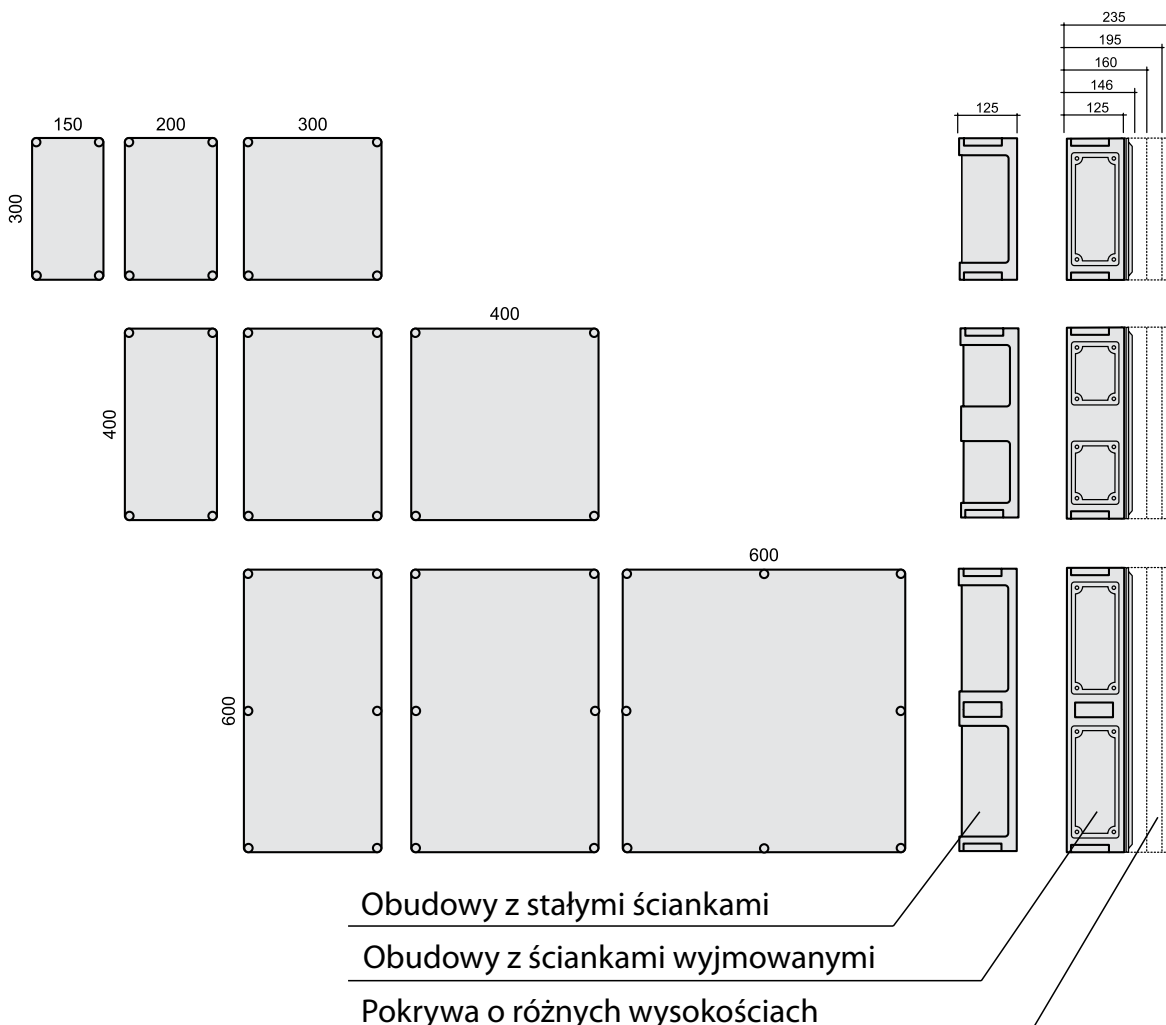 235
195
160
146
125
125
150 200 300
300
400
400
600
600
Obudowy z stałymi ściankami
Obudowy z ściankami wyjmowanymi
Pokrywa o różnych wysokościach